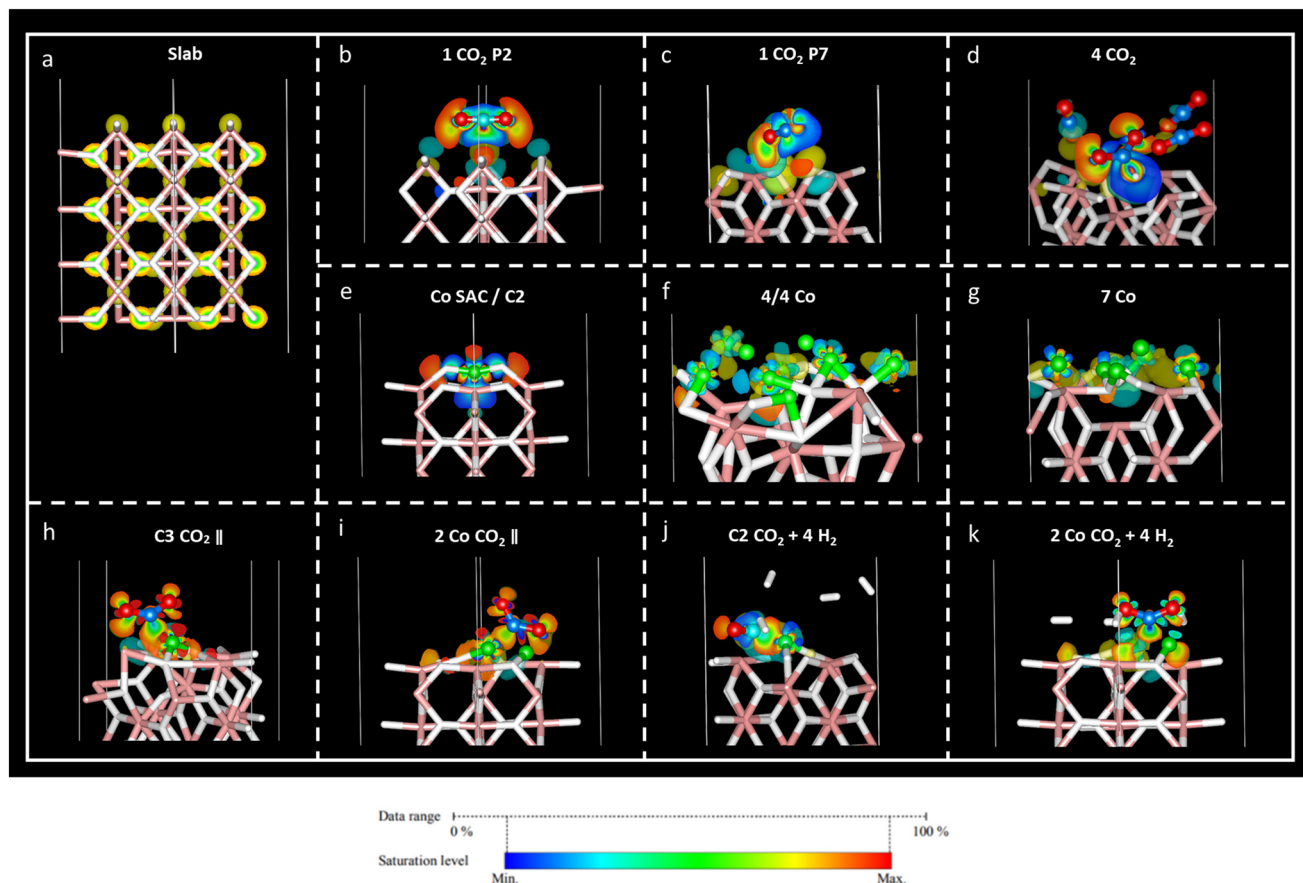 a
Slab
b
1 CO₂ P2
c
1 CO₂ P7
d
4 CO₂
e
Co SAC / C2
f
4/4 Co
g
7 Co
h
C3 CO₂ ||
i
2 Co CO₂ ||
j
C2 CO₂ + 4 H₂
k
2 Co CO₂ + 4 H₂
Data range
0 %
100 %
Saturation level
Min.
Max.